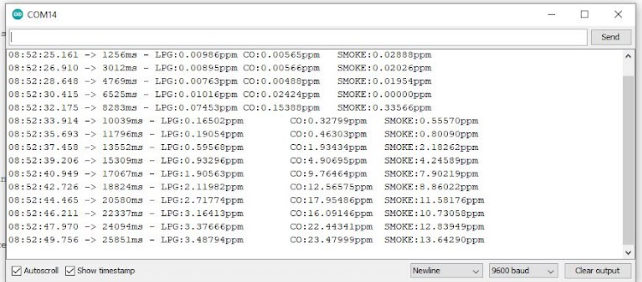 COM14
Send
08:52:25.161 -> 1256ms - LPG:0.00986ppm CO:0.00565ppm SMOKE:0.02888ppm
08:52:26.910 -> 3012ms - LPG:0.00895ppm CO:0.00566ppm SMOKE:0.02026ppm
08:52:28.648 -> 4769ms - LPG:0.00763ppm CO:0.00488ppm SMOKE:0.01954ppm
08:52:30.415 -> 6525ms - LPG:0.01016ppm CO:0.02424ppm SMOKE:0.00000ppm
08:52:32.175 -> 8283ms - LPG:0.07453ppm CO:0.15388ppm SMOKE:0.33566ppm
08:52:33.914 -> 10039ms - LPG:0.16502ppm CO:0.32799ppm SMOKE:0.55570ppm
08:52:35.693 -> 11796ms - LPG:0.19054ppm CO:0.46303ppm SMOKE:0.80090ppm
08:52:37.458 -> 13552ms - LPG:0.59568ppm CO:1.93434ppm SMOKE:2.18262ppm
08:52:39.206 -> 15309ms - LPG:0.93296ppm CO:4.90695ppm SMOKE:4.24589ppm
08:52:40.949 -> 17067ms - LPG:1.90563ppm CO:9.76464ppm SMOKE:7.90219ppm
08:52:42.726 -> 18824ms - LPG:2.11982ppm CO:12.56575ppm SMOKE:8.86022ppm
08:52:44.465 -> 20580ms - LPG:2.71774ppm CO:17.95486ppm SMOKE:11.58176ppm
08:52:46.211 -> 22337ms - LPG:3.16413ppm CO:16.09146ppm SMOKE:10.73058ppm
08:52:47.970 -> 24094ms - LPG:3.37666ppm CO:22.44341ppm SMOKE:12.83949ppm
08:52:49.756 -> 25851ms - LPG:3.48794ppm CO:23.47999ppm SMOKE:13.64290ppm
Autoscroll Show timestamp Newline 9600 baud Clear output